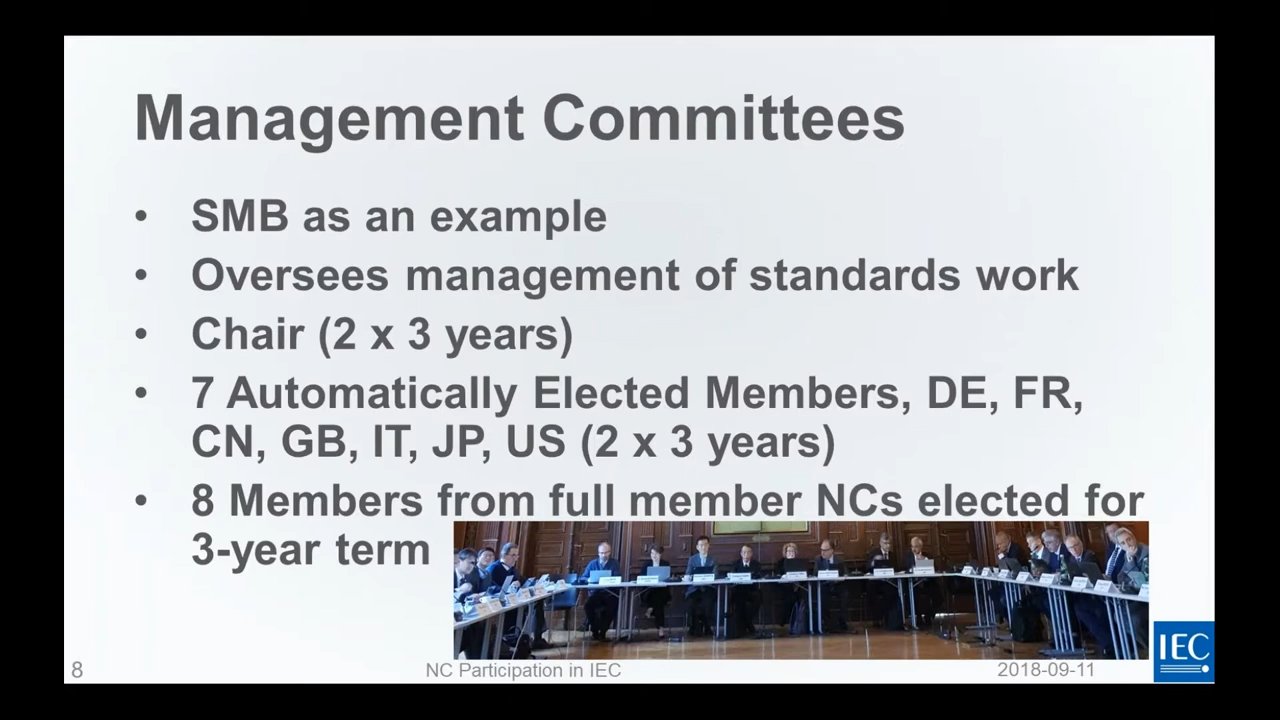 Management Committees
• SMB as an example
• Oversees management of standards work
• Chair (2 x 3 years)
• 7 Automatically Elected Members, DE, FR,
CN, GB, IT, JP, US (2 x 3 years)
• 8 Members from full member NCs elected for
3-year term
8
NC Participation in IEC
2018-09-11
IEC